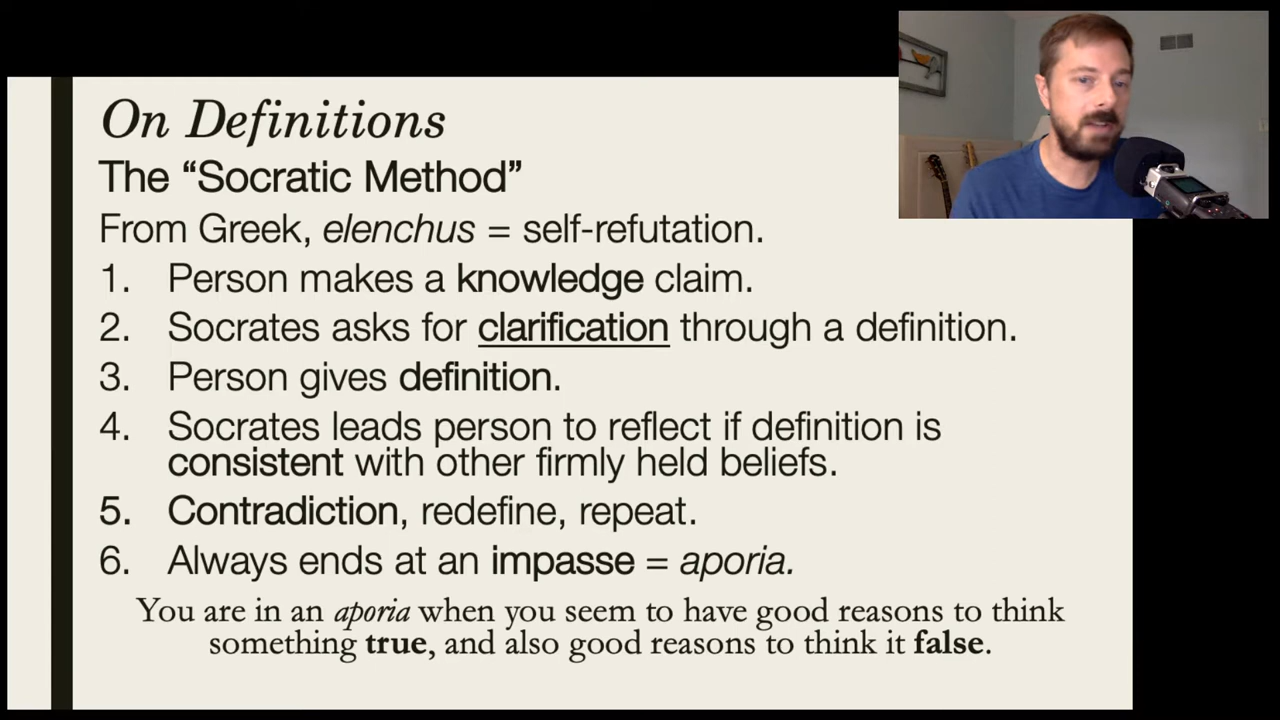 On Definitions
The “Socratic Method”
From Greek, elenchus = self-refutation.
1. Person makes a knowledge claim.
2. Socrates asks for clarification through a definition.
3. Person gives definition.
4. Socrates leads person to reflect if definition is
consistent with other firmly held beliefs.
5. Contradiction, redefine, repeat.
6. Always ends at an impasse = aporia.
You are in an aporia when you seem to have good reasons to think
something true, and also good reasons to think it false.